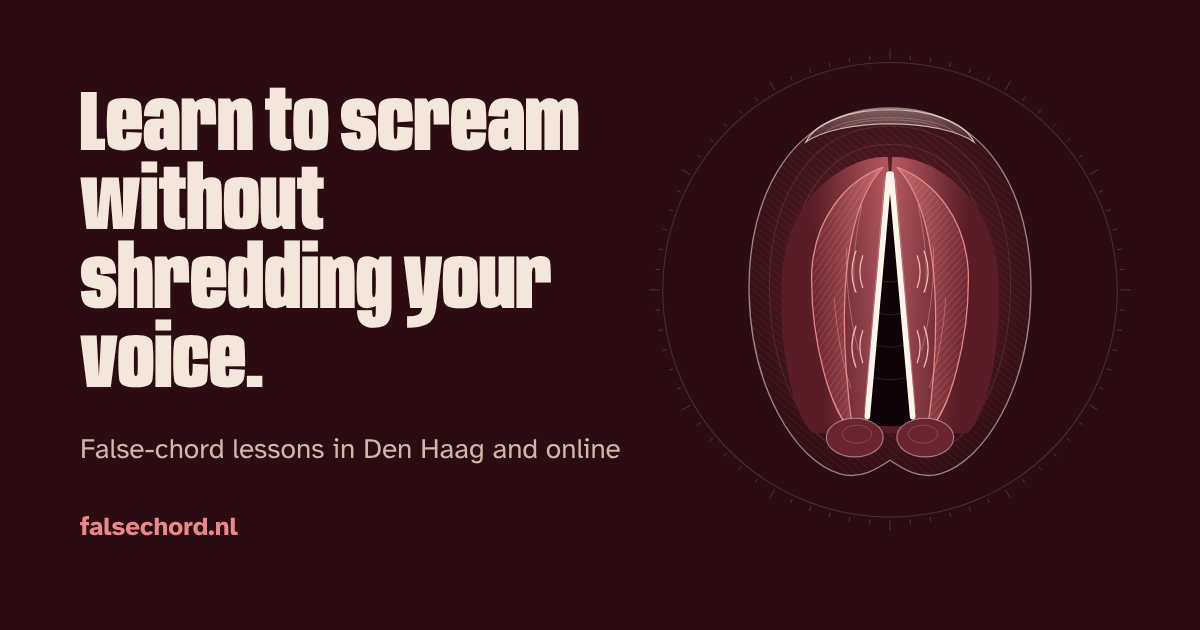 Learn to scream
without
shredding your
voice.
False-chord lessons in Den Haag and online
falsechord.nl